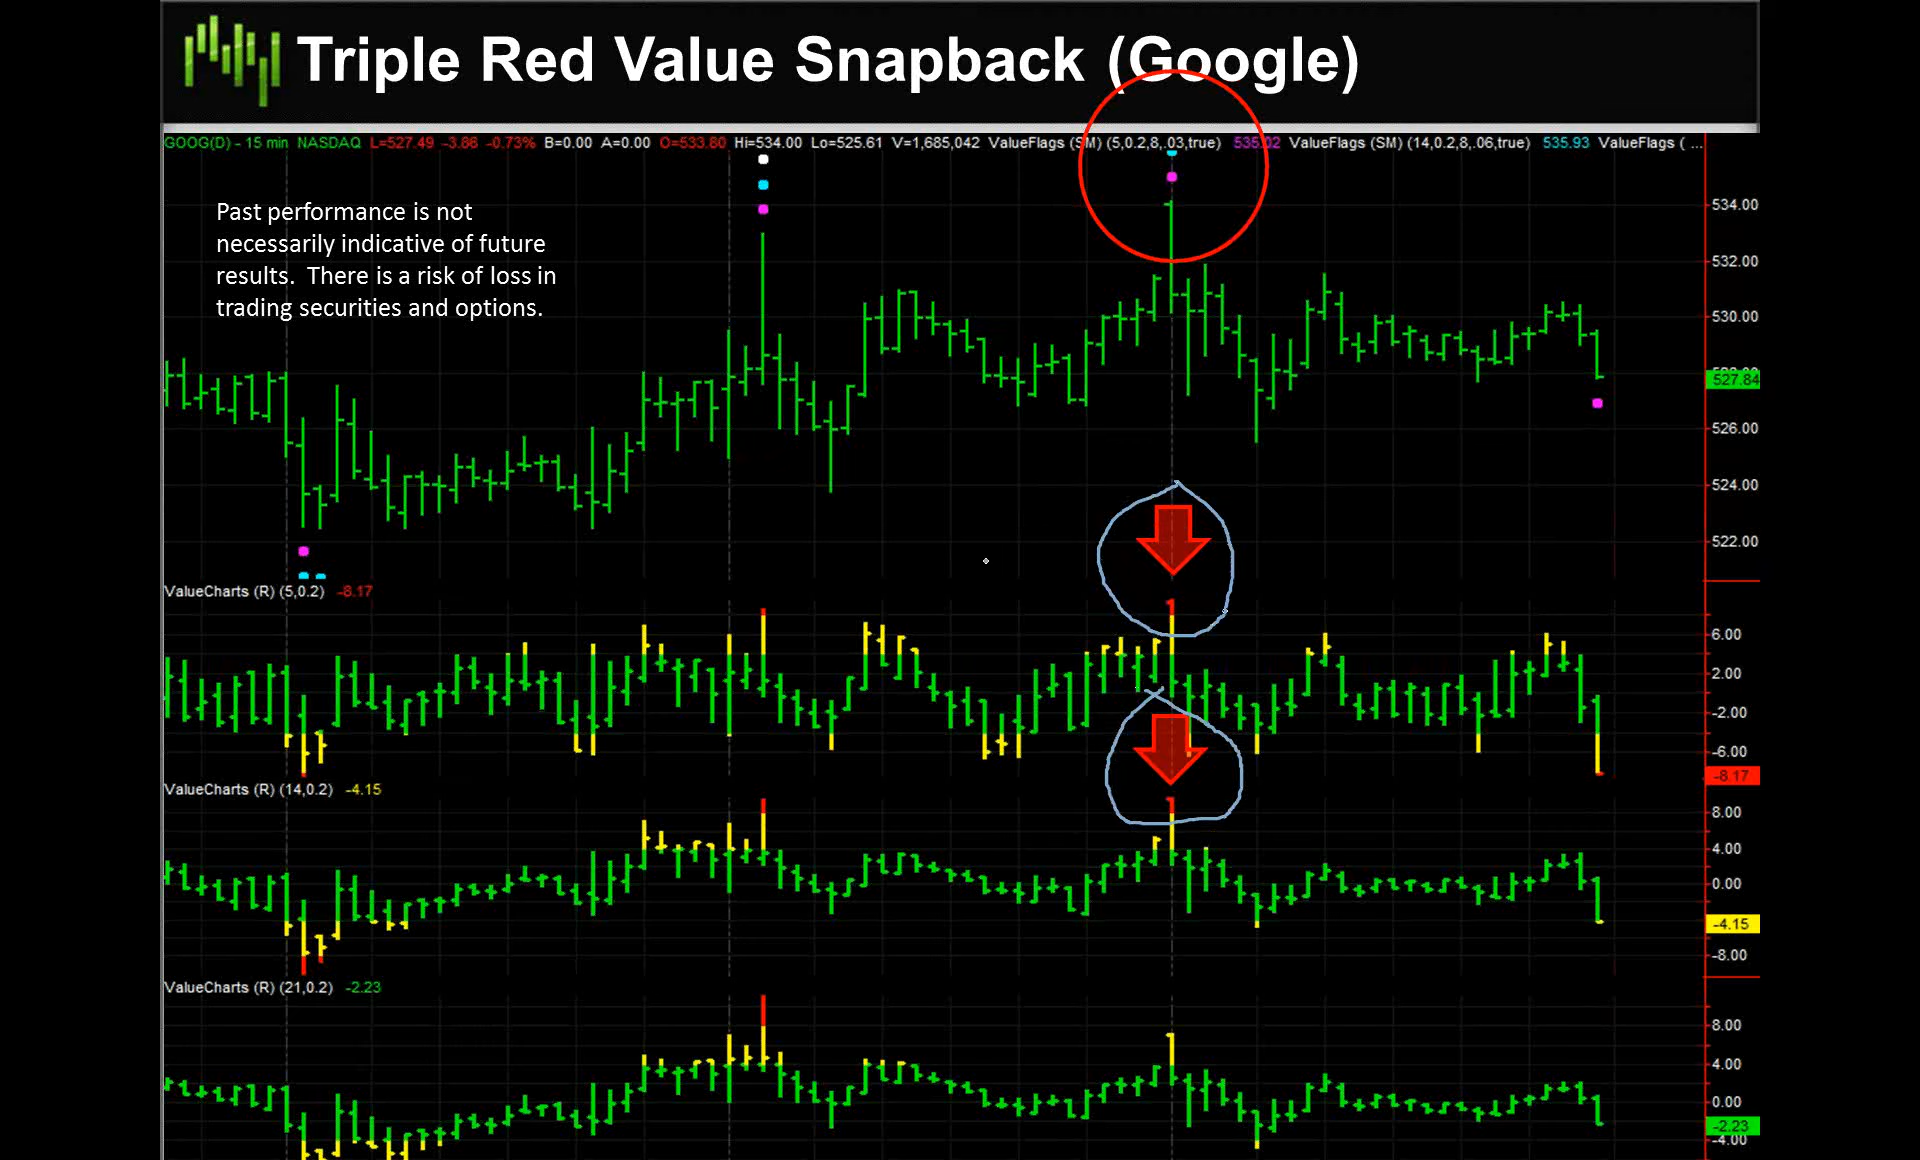 Triple Red Value Snapback (Google)
GOOG(D) - 15 min NASDAQ L=527.49 -3.86 -0.73% B=0.00 A=0.00 O=533.80 Hi=534.00 Lo=525.61 V=1,685,042 ValueFlags (SM) (5,0.2,8,.03,true) 535.02 ValueFlags (SM) (14,0.2,8,.06,true) 535.93 ValueFlags ( ...
Past performance is not
necessarily indicative of future
results. There is a risk of loss in
trading securities and options.
534.00
532.00
530.00
527.84
526.00
524.00
522.00
ValueCharts (R) (5,0.2) -8.17
6.00
2.00
-2.00
-6.00
-8.17
ValueCharts (R) (14,0.2) -4.15
8.00
4.00
0.00
-4.15
-8.00
ValueCharts (R) (21,0.2) -2.23
8.00
4.00
0.00
-2.23
-4.00